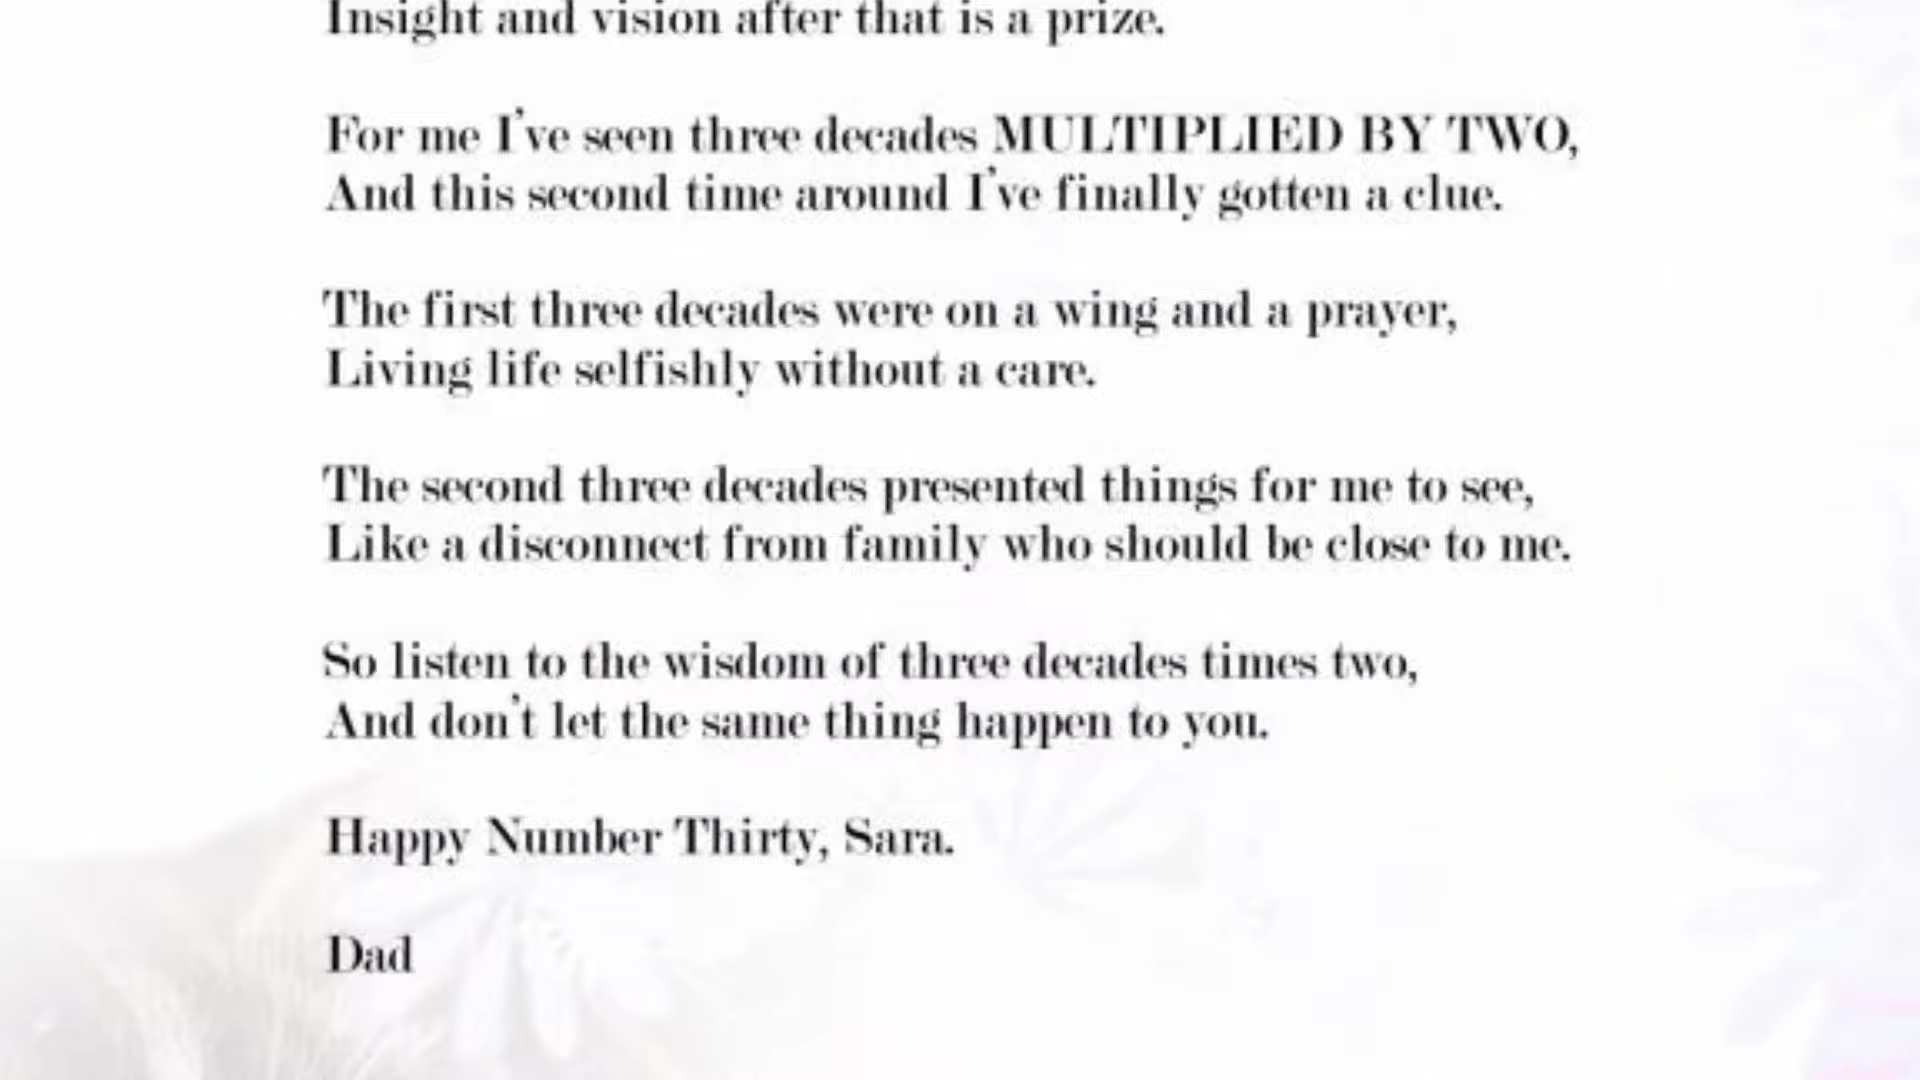 Insight and vision after that is a prize.
For me I've seen three decades MULTIPLIED BY TWO,
And this second time around I've finally gotten a clue.
The first three decades were on a wing and a prayer,
Living life selfishly without a care.
The second three decades presented things for me to see,
Like a disconnect from family who should be close to me.
So listen to the wisdom of three decades times two,
And don't let the same thing happen to you.
Happy Number Thirty, Sara.
Dad